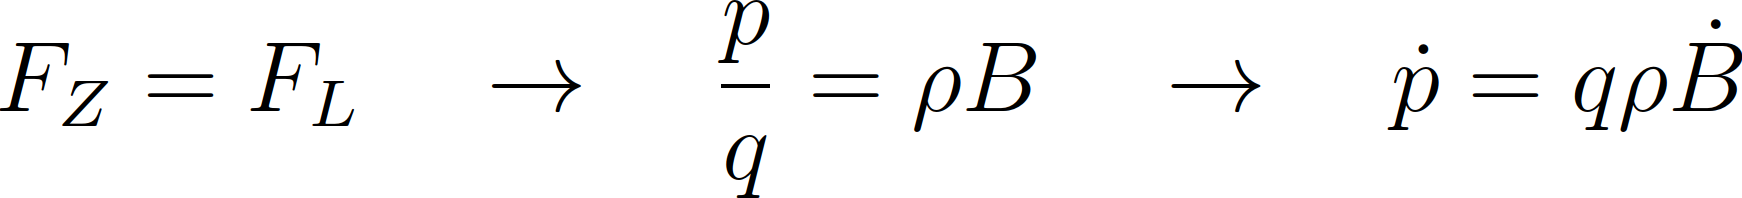 F_Z = F_L → p/q = ρB → ṗ = qρḂ